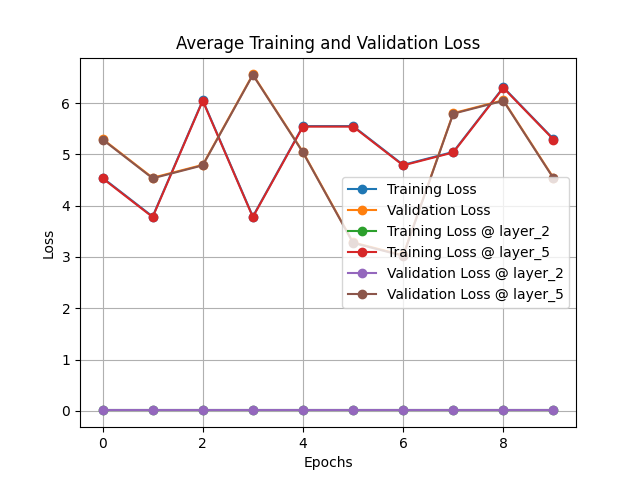 Average Training and Validation Loss
Loss
6
5
4
3
2
1
0
Training Loss
Validation Loss
Training Loss @ layer_2
Training Loss @ layer_5
Validation Loss @ layer_2
Validation Loss @ layer_5
0 2 4 6 8
Epochs